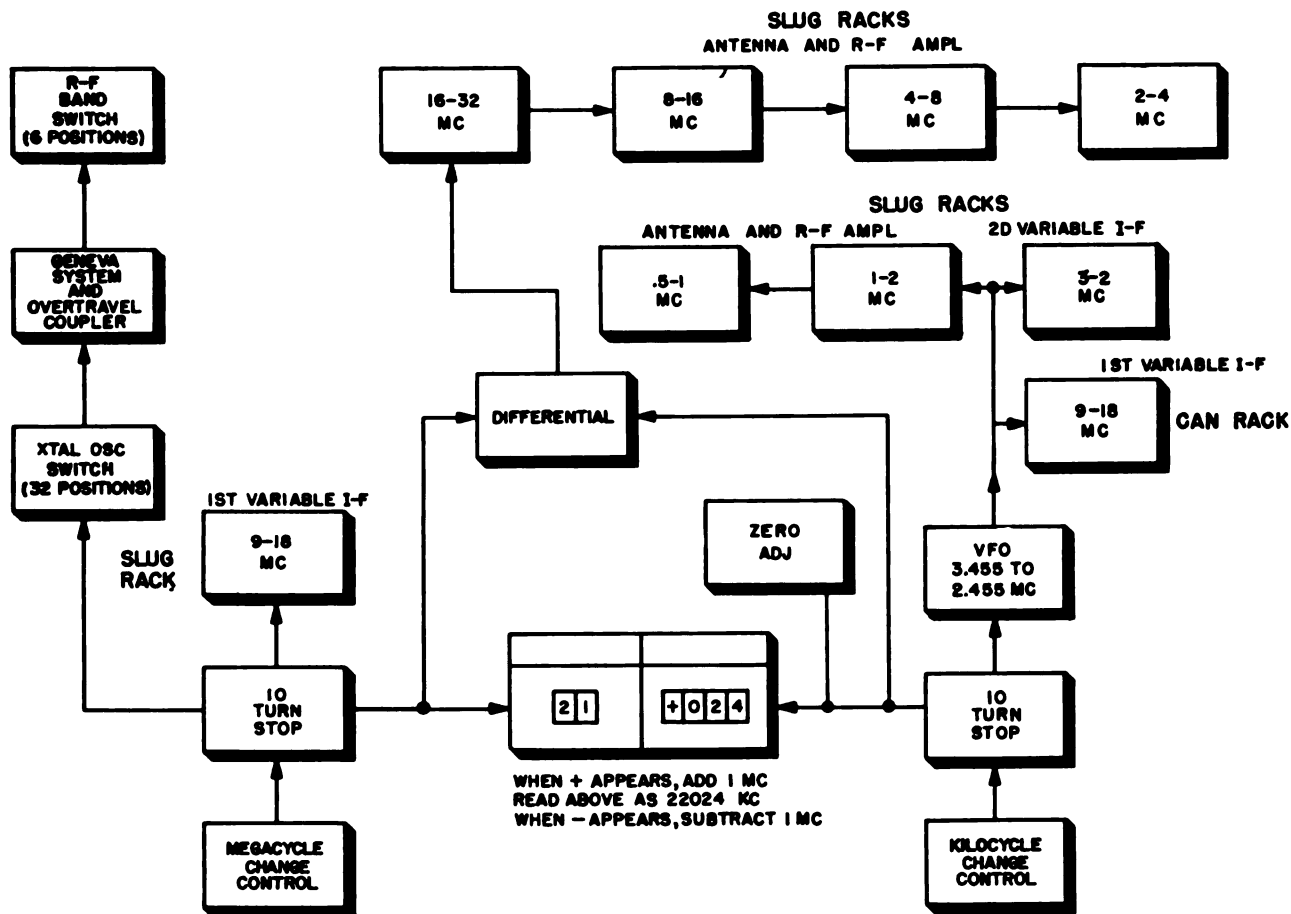 SLUG RACKS
ANTENNA AND R-F AMPL
R-F
BAND
SWITCH
(6 POSITIONS)
16-32
MC
8-16
MC
4-8
MC
2-4
MC
SLUG RACKS
ANTENNA AND R-F AMPL
2D VARIABLE I-F
GENEVA
SYSTEM
AND
OVERTRAVEL
COUPLER
.5-1
MC
1-2
MC
3-2
MC
1ST VARIABLE I-F
9-18
MC
CAN RACK
DIFFERENTIAL
XTAL OSC
SWITCH
(32 POSITIONS)
1ST VARIABLE I-F
SLUG
RACK
9-18
MC
ZERO
ADJ
VFO
3.455 TO
2.455 MC
10
TURN
STOP
21
+024
10
TURN
STOP
WHEN + APPEARS, ADD 1 MC
READ ABOVE AS 22024 KC
WHEN - APPEARS, SUBTRACT 1 MC
MEGACYCLE
CHANGE
CONTROL
KILOCYCLE
CHANGE
CONTROL